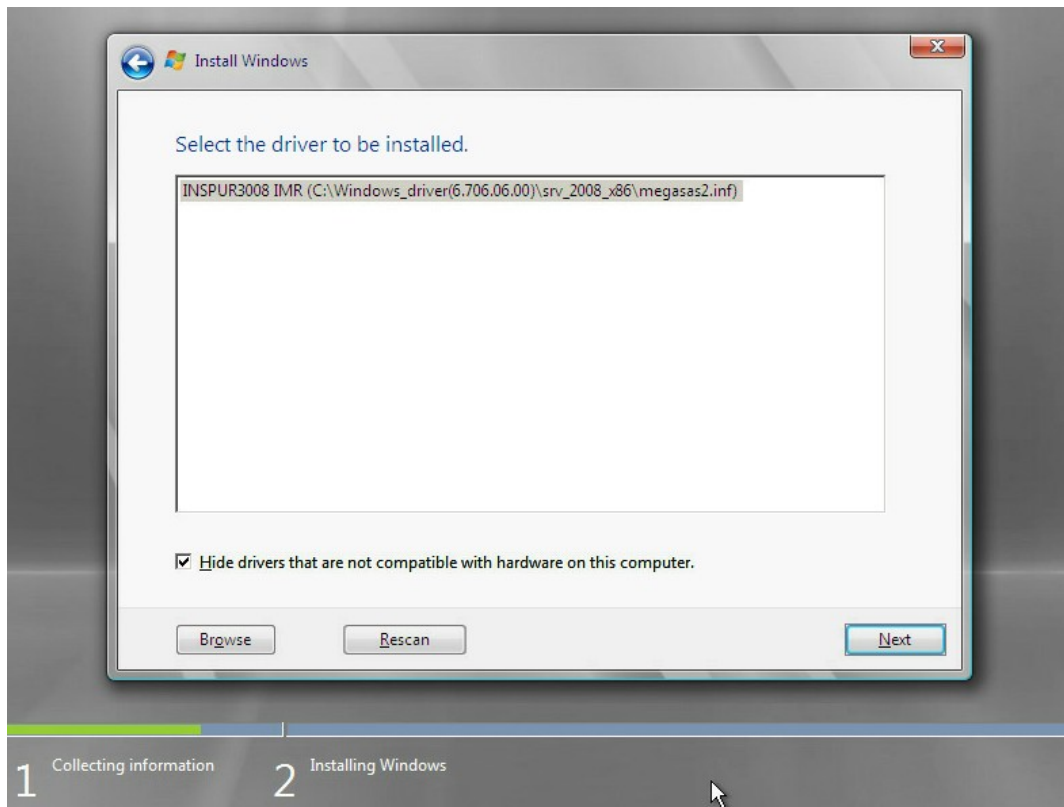 Install Windows
Select the driver to be installed.
INSPUR3008 IMR (C:\Windows_driver(6.706.06.00)\srv_2008_x86\megasas2.inf)
Hide drivers that are not compatible with hardware on this computer.
Browse
Rescan
Next
1 Collecting information
2 Installing Windows